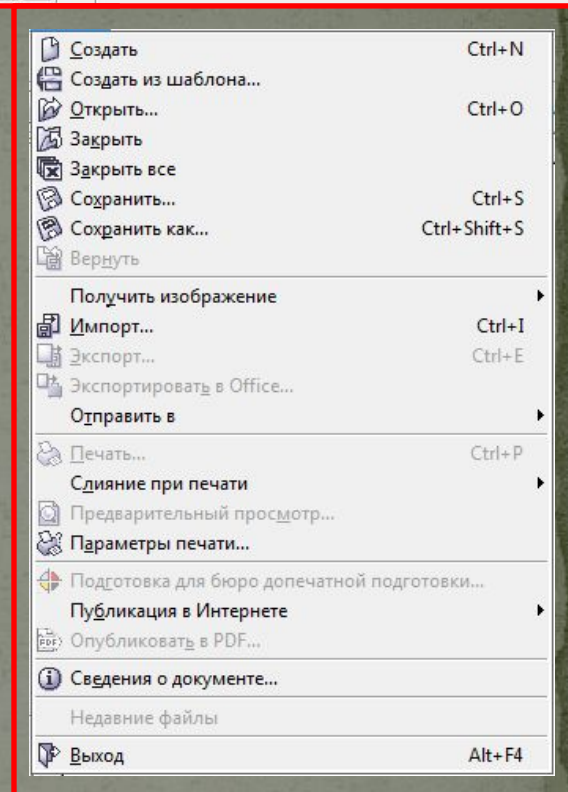 Создать Ctrl+N
Создать из шаблона...
Открыть... Ctrl+O
Закрыть
Закрыть все
Сохранить... Ctrl+S
Сохранить как... Ctrl+Shift+S
Вернуть
Получить изображение
Импорт... Ctrl+I
Экспорт... Ctrl+E
Экспортировать в Office...
Отправить в
Печать... Ctrl+P
Слияние при печати
Предварительный просмотр...
Параметры печати...
Подготовка для бюро допечатной подготовки...
Публикация в Интернете
Опубликовать в PDF...
Сведения о документе...
Недавние файлы
Выход Alt+F4